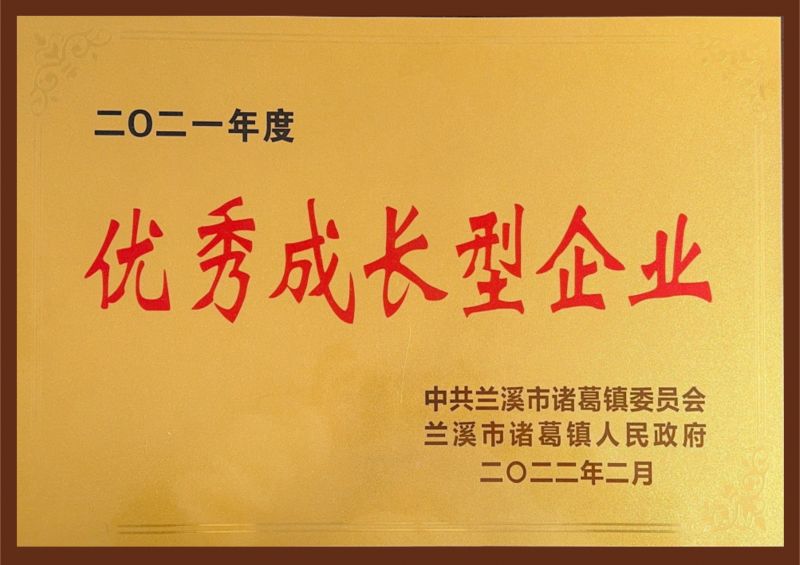 二〇二一年度
优秀成长型企业
中共兰溪市诸葛镇委员会
兰溪市诸葛镇人民政府
二〇二二年二月